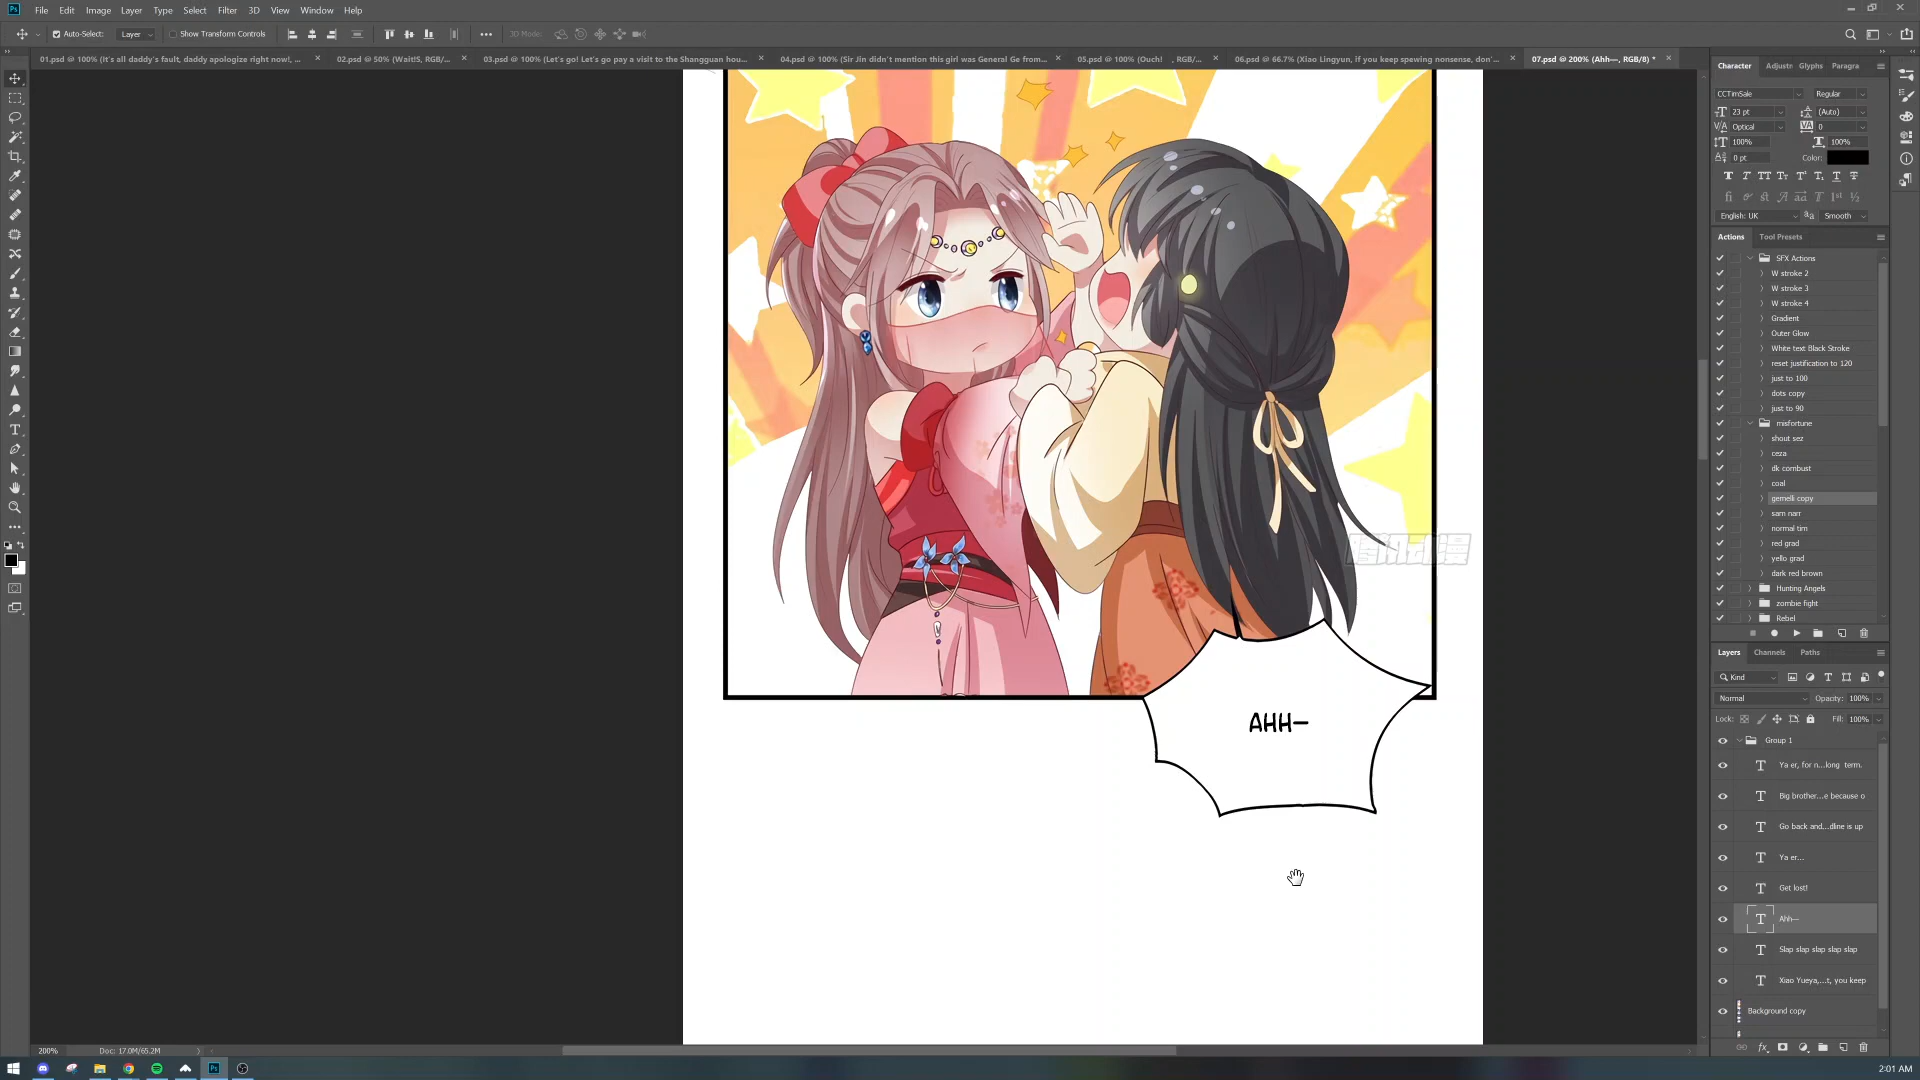 File Edit Image Layer Type Select Filter 3D View Window Help
Auto-Select: Layer Show Transform Controls 3D Mode:
01.psd @ 100% (It's all daddy's fault, daddy apologize right now!, ... 02.psd @ 50% (Wait!S, RGB/... 03.psd @ 100% (Let's go! Let's go pay a visit to the Shangguan hou... 04.psd @ 100% (Sir Jin didn't mention this girl was General Ge from... 05.psd @ 100% (Ouch! , RGB/... 06.psd @ 66.7% (Xiao Lingyun, if you keep spewing nonsense, don'... 07.psd @ 200% (Ahh—, RGB/8) *
Character Adjustm Glyphs Paragra
CCTimSale Regular
23 pt (Auto)
Optical 0
100% 100%
0 pt Color:
English: UK Smooth
Actions Tool Presets
SFX Actions
W stroke 2
W stroke 3
W stroke 4
Gradient
Outer Glow
White text Black Stroke
reset justification to 120
just to 100
dots copy
just to 90
misfortune
shout sez
ceza
dk combust
coal
gemelli copy
sam narr
normal tim
red grad
yello grad
dark red brown
Hunting Angels
zombie fight
Rebel
Layers Channels Paths
Kind
Normal Opacity: 100%
Lock: Fill: 100%
Group 1
Ya er, for n...long term.
Big brother...e because o
Go back and...dline is up
Ya er...
Get lost!
Ahh—
Slap slap slap slap slap
Xiao Yueya,...t, you keep
Background copy
AHH—
200% Doc: 17.0M/65.2M
2:01 AM